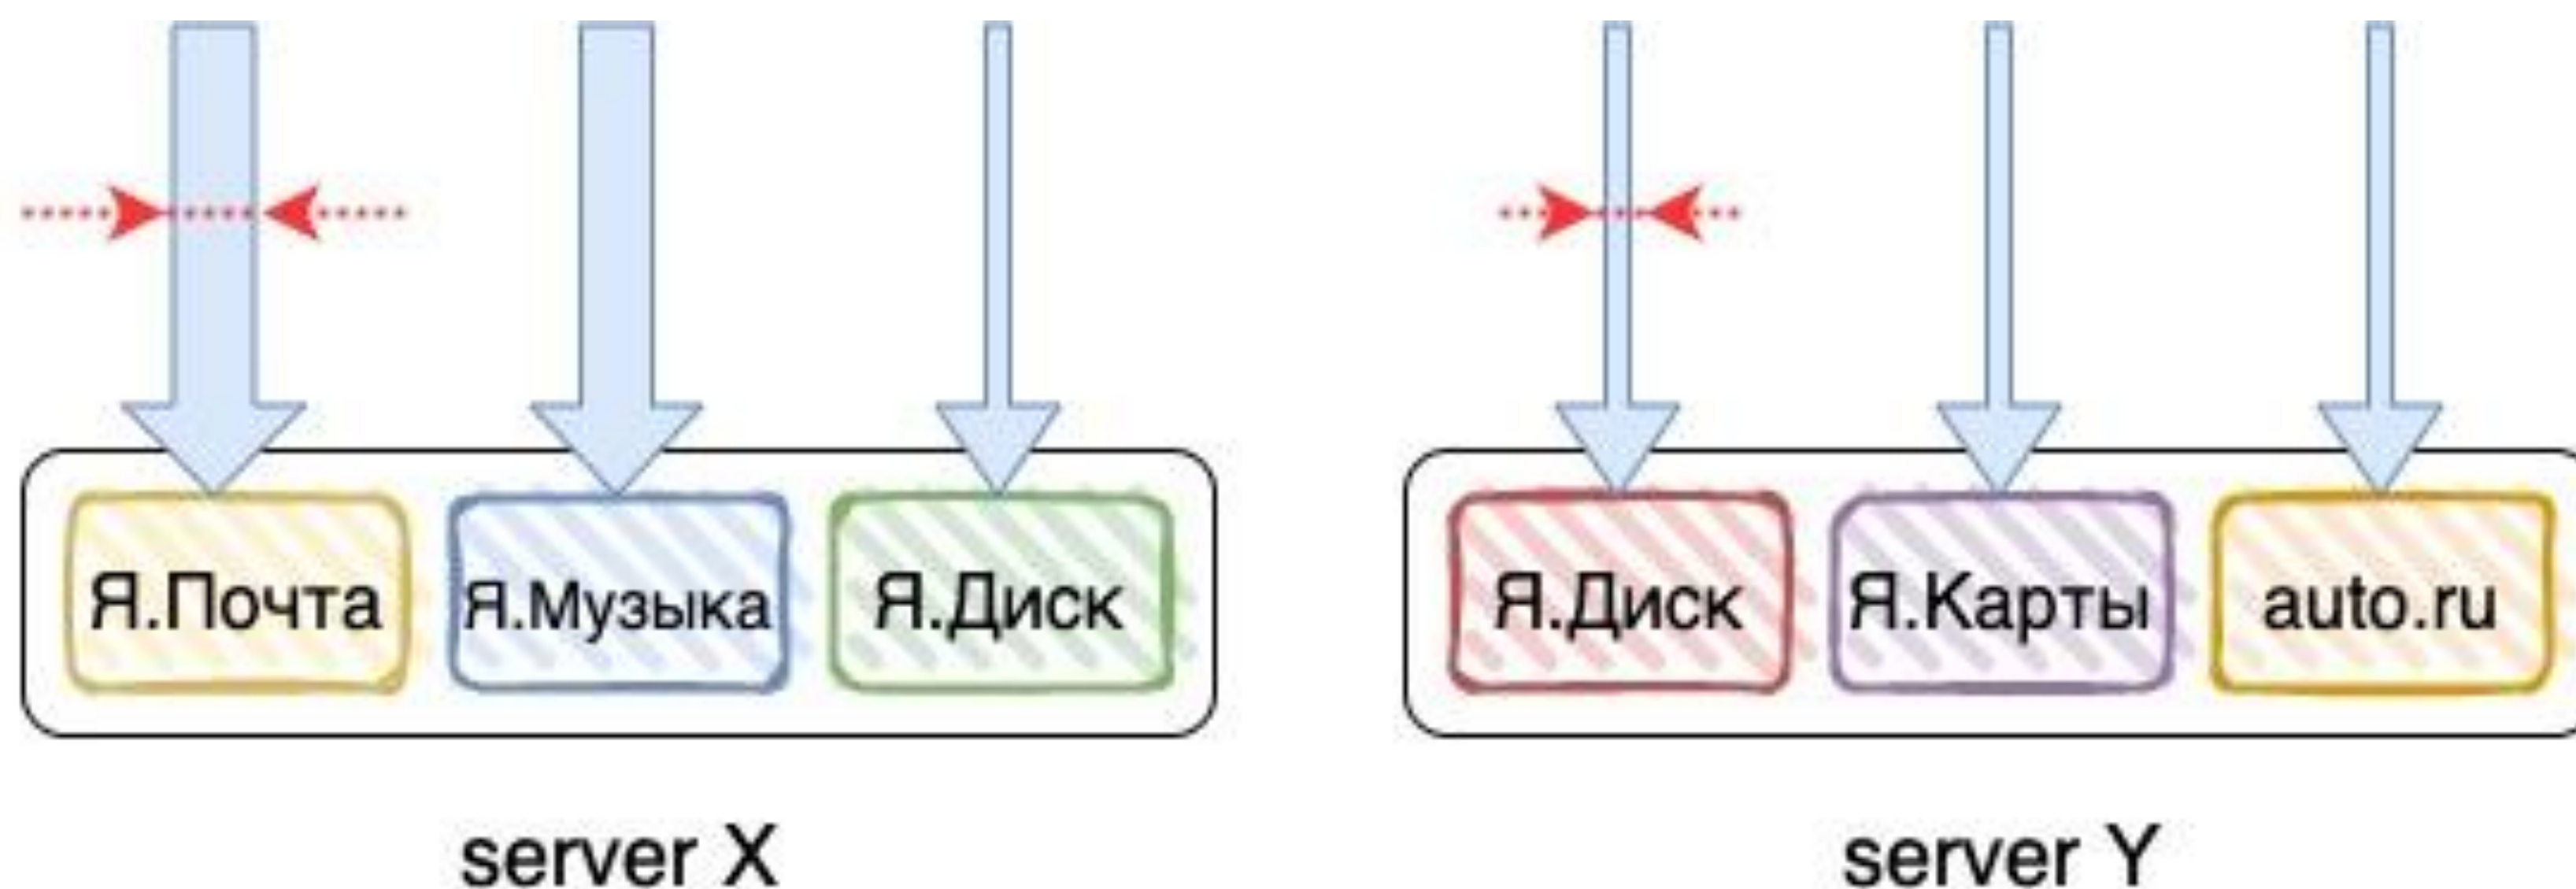 Я.Почта
Я.Музыка
Я.Диск
Я.Диск
Я.Карты
auto.ru
server X
server Y